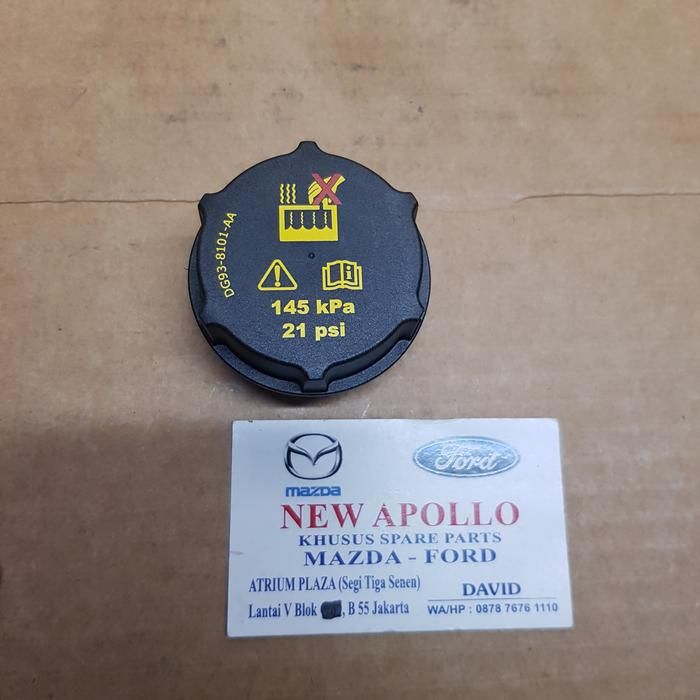 DG93-8101-AA
145 kPa
21 psi
mazda
Ford
NEW APOLLO
KHUSUS SPARE PARTS
MAZDA - FORD
ATRIUM PLAZA (Segi Tiga Senen)
DAVID
Lantai V Blok , B 55 Jakarta
WA/HP : 0878 7676 1110